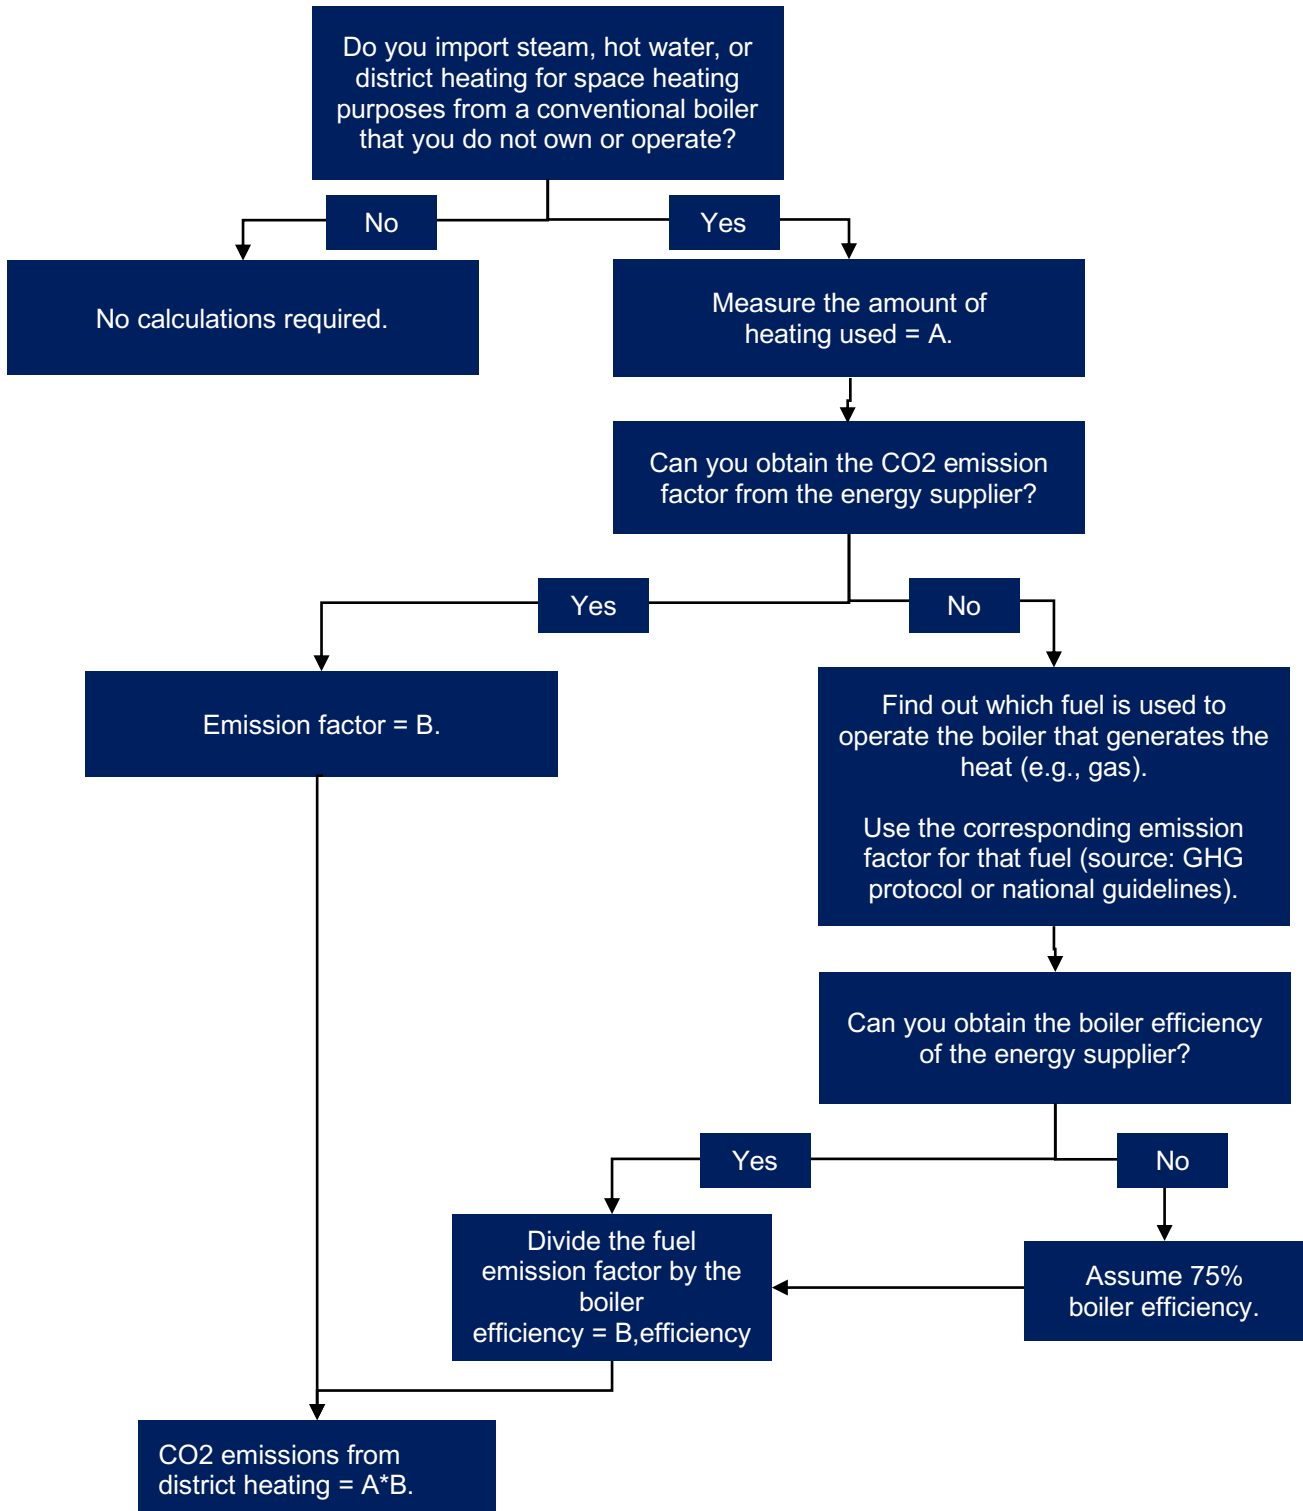 Do you import steam, hot water, or
district heating for space heating
purposes from a conventional boiler
that you do not own or operate?
No
Yes
No calculations required.
Measure the amount of
heating used = A.
Can you obtain the CO2 emission
factor from the energy supplier?
Yes
No
Emission factor = B.
Find out which fuel is used to
operate the boiler that generates the
heat (e.g., gas).
Use the corresponding emission
factor for that fuel (source: GHG
protocol or national guidelines).
Can you obtain the boiler efficiency
of the energy supplier?
Yes
No
Divide the fuel
emission factor by the
boiler
efficiency = B,efficiency
Assume 75%
boiler efficiency.
CO2 emissions from
district heating = A*B.